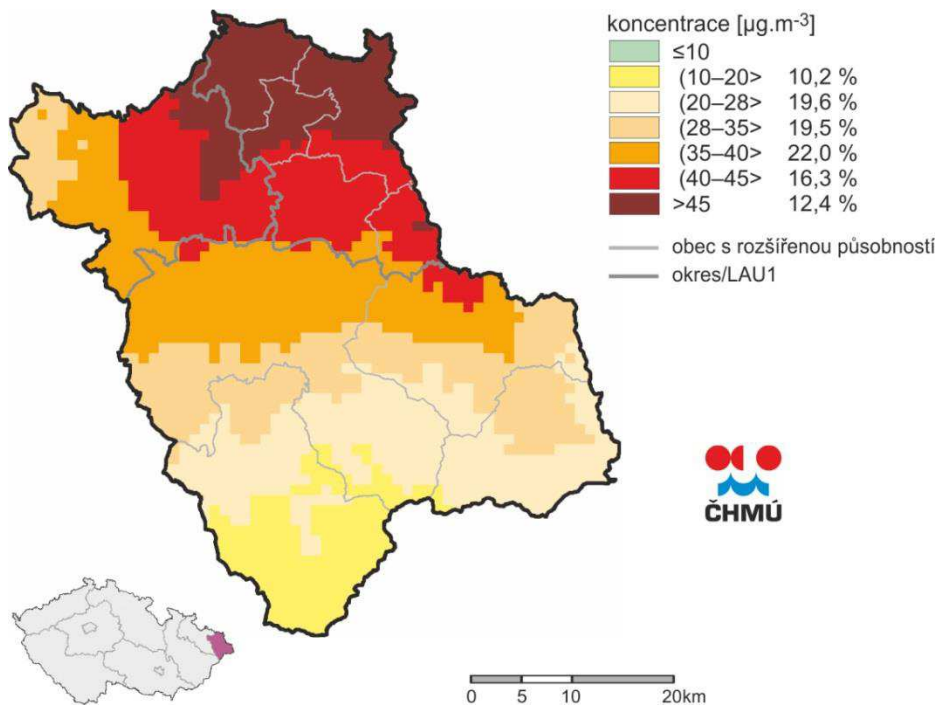 koncentrace [µg.m-3]
≤10
(10–20> 10,2 %
(20–28> 19,6 %
(28–35> 19,5 %
(35–40> 22,0 %
(40–45> 16,3 %
>45 12,4 %
obec s rozšířenou působností
okres/LAU1
ČHMÚ
0 5 10 20km